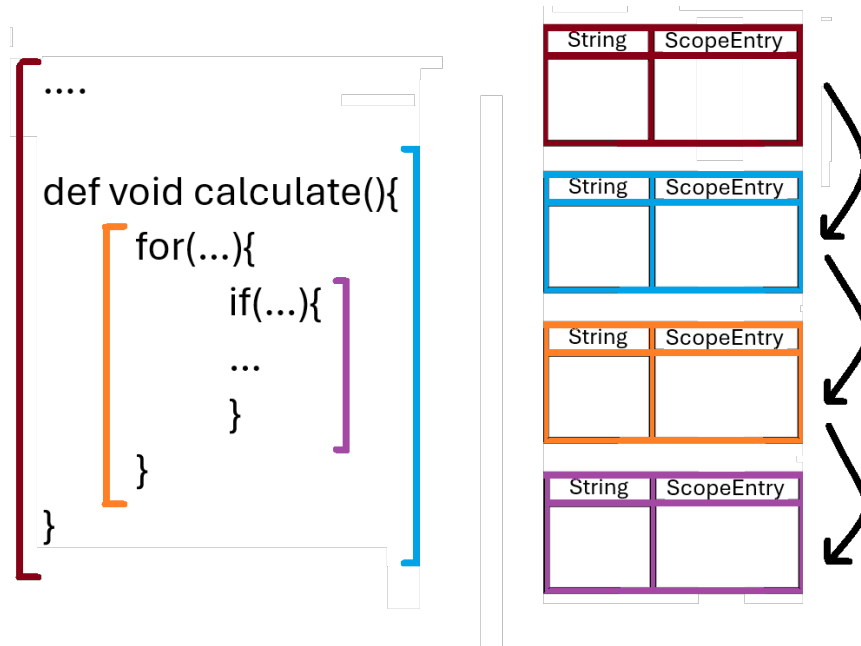 ....
def void calculate(){
for(...){
if(...){
...
}
}
}
String ScopeEntry
String ScopeEntry
String ScopeEntry
String ScopeEntry